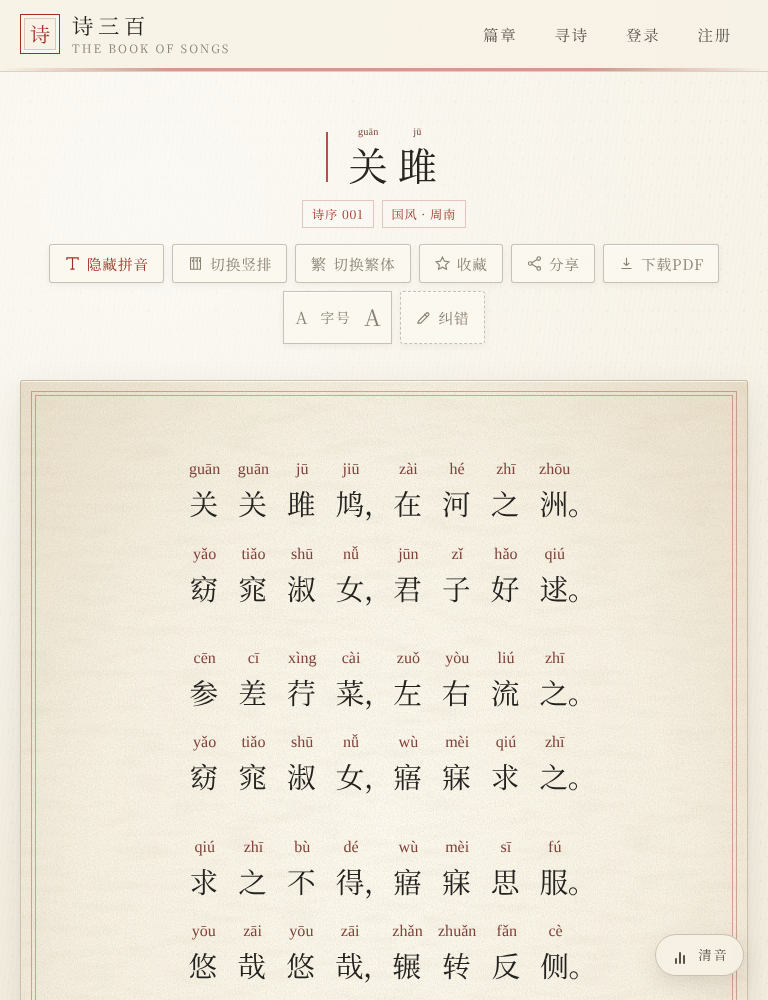 诗 诗三百 篇章 寻诗 登录 注册
THE BOOK OF SONGS
guān jū
关雎
诗序 001 国风 · 周南
隐藏拼音 切换竖排 繁 切换繁体 收藏 分享 下载PDF
A 字号 A 纠错
guān guān jū jiū zài hé zhī zhōu
关关雎鸠，在河之洲。
yǎo tiǎo shū nǚ jūn zǐ hǎo qiú
窈窕淑女，君子好逑。
cēn cī xìng cài zuǒ yòu liú zhī
参差荇菜，左右流之。
yǎo tiǎo shū nǚ wù mèi qiú zhī
窈窕淑女，寤寐求之。
qiú zhī bù dé wù mèi sī fú
求之不得，寤寐思服。
yōu zāi yōu zāi zhǎn zhuǎn fǎn cè
悠哉悠哉，辗转反侧。
清音